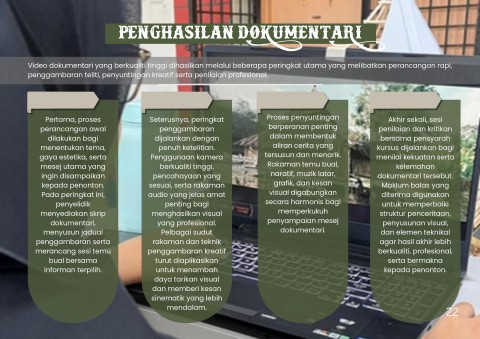 PENGHASILAN DOKUMENTARI
Video dokumentari yang berkualiti tinggi dihasilkan melalui beberapa peringkat utama yang melibatkan perancangan rapi,
penggambaran teliti, penyuntingan kreatif serta penilaian profesional.
Pertama, proses
perancangan awal
dilakukan bagi
menentukan tema,
gaya estetika, serta
mesej utama yang
ingin disampaikan
kepada penonton.
Pada peringkat ini,
penyelidik
menyediakan skrip
dokumentari,
menyusun jadual
penggambaran serta
merancang sesi temu
bual bersama
informan terpilih.
Seterusnya, peringkat
penggambaran
dijalankan dengan
penuh ketelitian.
Penggunaan kamera
berkualiti tinggi,
pencahayaan yang
sesuai, serta rakaman
audio yang jelas amat
penting bagi
menghasilkan visual
yang profesional.
Pelbagai sudut
rakaman dan teknik
penggambaran kreatif
turut diaplikasikan
untuk menambah
daya tarikan visual
dan memberi kesan
sinematik yang lebih
mendalam.
Proses penyuntingan
berperanan penting
dalam membentuk
aliran cerita yang
tersusun dan menarik.
Rakaman temu bual,
naratif, muzik latar,
grafik, dan kesan
visual digabungkan
secara harmonis bagi
memperkukuh
penyampaian mesej
dokumentari.
Akhir sekali, sesi
penilaian dan kritikan
bersama pensyarah
kursus dijalankan bagi
menilai kekuatan serta
kelemahan
dokumentari tersebut.
Maklum balas yang
diterima digunakan
untuk memperbaiki
struktur penceritaan,
penyusunan visual,
dan elemen teknikal
agar hasil akhir lebih
berkualiti, profesional,
serta bermakna
kepada penonton.
22